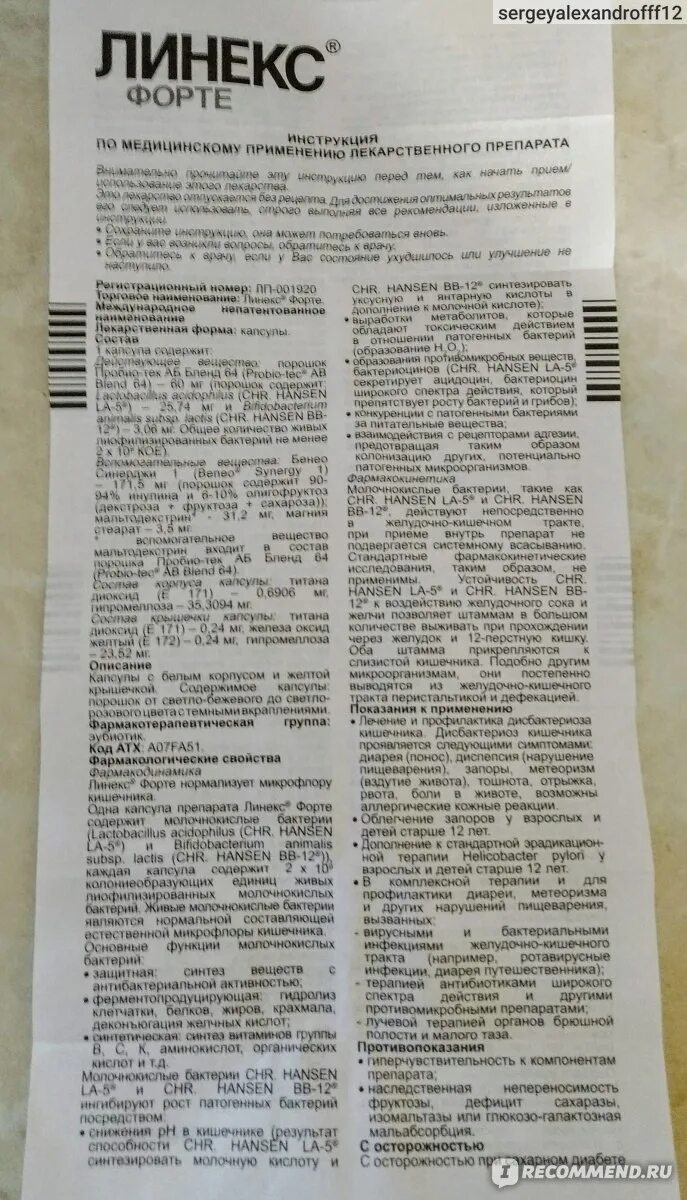 sergeyalexandrofff12
ЛИНЕКС®
ФОРТЕ
ИНСТРУКЦИЯ
ПО МЕДИЦИНСКОМУ ПРИМЕНЕНИЮ ЛЕКАРСТВЕННОГО ПРЕПАРАТА
Внимательно прочитайте эту инструкцию перед тем, как начать прием/
использование этого лекарства.
Это лекарство отпускается без рецепта. Для достижения оптимальных результатов
его следует использовать, строго выполняя все рекомендации, изложенные в
инструкции.
• Сохраните инструкцию, она может потребоваться вновь.
• Если у вас возникли вопросы, обратитесь к врачу.
• Обратитесь к врачу, если у Вас состояние ухудшилось или улучшение не
наступило.
Регистрационный номер: ЛП-001920
Торговое наименование: Линекс® Форте.
Международное непатентованное
наименование
Лекарственная форма: капсулы.
Состав
1 капсула содержит:
Действующее вещество: порошок
Пробио-тек АБ Бленд 64 (Probio-tec® AB
Blend 64) – 60 мг (порошок содержит:
Lactobacillus acidophilus (CHR. HANSEN
LA-5®) – 25,74 мг и Bifidobacterium
animalis subsp. lactis (CHR. HANSEN BB-
12®) – 3,06 мг. Общее количество живых
лиофилизированных бактерий не менее
2 x 10⁹ КОЕ).
Вспомогательные вещества: Бенео
Синерджи 1 (Beneo® Synergy 1)
– 171,5 мг (порошок содержит 90-
94% инулина и 6-10% олигофруктоз
(декстроза + фруктоза + сахароза));
мальтодекстрин* - 31,2 мг, магния
стеарат – 3,5 мг.
* вспомогательное вещество
мальтодекстрин входит в состав
порошка Пробио-тек АБ Бленд 64
(Probio-tec® AB Blend 64).
Состав корпуса капсулы: титана
диоксид (Е 171) – 0,6906 мг,
гипромеллоза – 35,3094 мг.
Состав крышечки капсулы: титана
диоксид (Е 171) – 0,24 мг, железа оксид
желтый (Е 172) – 0,24 мг, гипромеллоза
– 23,52 мг.
Описание
Капсулы с белым корпусом и желтой
крышечкой. Содержимое капсулы:
порошок от светло-бежевого до светло-
розового цвета с темными вкраплениями.
Фармакотерапевтическая группа:
эубиотик.
Код АТХ: A07FA51.
Фармакологические свойства
Фармакодинамика
Линекс® Форте нормализует микрофлору
кишечника.
Одна капсула препарата Линекс® Форте
содержит молочнокислые бактерии
(Lactobacillus acidophilus (CHR. HANSEN
LA-5®) и Bifidobacterium animalis
subsp. lactis (CHR. HANSEN BB-12®)),
каждая капсула содержит 2 x 10⁹
колониеобразующих единиц живых
лиофилизированных молочнокислых
бактерий. Живые молочнокислые бактерии
являются нормальной составляющей
естественной микрофлоры кишечника.
Основные функции молочнокислых
бактерий:
• защитная: синтез веществ с
антибактериальной активностью;
• ферментопродуцирующая: гидролиз
клетчатки, белков, жиров, крахмала,
деконъюгация желчных кислот;
• синтетическая: синтез витаминов группы
В, С, К, аминокислот, органических
кислот и т.д.
Молочнокислые бактерии CHR. HANSEN
LA-5® и CHR. HANSEN BB-12®
ингибируют рост патогенных бактерий
посредством:
• снижения pH в кишечнике (результат
способности CHR. HANSEN LA-5®
синтезировать молочную кислоту и
CHR. HANSEN BB-12® синтезировать
уксусную и янтарную кислоты в
дополнение к молочной кислоте);
• выработки метаболитов, которые
обладают токсическим действием
в отношении патогенных бактерий
(образование H₂O₂);
• образования противомикробных веществ,
бактериоцинов (CHR. HANSEN LA-5®
секретирует ацидоцин, бактериоцин
широкого спектра действия, который
препятствует росту бактерий и грибов);
• конкуренции с патогенными бактериями
за питательные вещества;
• взаимодействия с рецепторами адгезии,
предотвращая таким образом
колонизацию других, потенциально
патогенных микроорганизмов.
Фармакокинетика
Молочнокислые бактерии, такие как
CHR. HANSEN LA-5® и CHR. HANSEN
BB-12®, действуют непосредственно
в желудочно-кишечном тракте,
при приеме внутрь препарат не
подвергается системному всасыванию.
Стандартные фармакокинетические
исследования, таким образом, не
применимы. Устойчивость CHR.
HANSEN LA-5® и CHR. HANSEN BB-
12® к воздействию желудочного сока и
желчи позволяет штаммам в большом
количестве выживать при прохождении
через желудок и 12-перстную кишку.
Оба штамма прикрепляются к
слизистой кишечника. Подобно другим
микроорганизмам, они постепенно
выводятся из желудочно-кишечного
тракта перистальтикой и дефекацией.
Показания к применению
• Лечение и профилактика дисбактериоза
кишечника. Дисбактериоз кишечника
проявляется следующими симптомами:
диарея (понос), диспепсия (нарушение
пищеварения), запоры, метеоризм
(вздутие живота), тошнота, отрыжка,
рвота, боли в животе, возможны
аллергические кожные реакции.
• Облегчение запоров у взрослых и
детей старше 12 лет.
• Дополнение к стандартной эрадикацион-
ной терапии Helicobacter pylori у
взрослых и детей старше 12 лет.
• В комплексной терапии и для
профилактики диареи, метеоризма
и других нарушений пищеварения,
вызванных:
- вирусными и бактериальными
инфекциями желудочно-кишечного
тракта (например, ротавирусные
инфекции, диарея путешественника);
- терапией антибиотиками широкого
спектра действия и другими
противомикробными препаратами;
- лучевой терапией органов брюшной
полости и малого таза.
Противопоказания
• гиперчувствительность к компонентам
препарата;
• наследственная непереносимость
фруктозы, дефицит сахаразы,
изомальтазы или глюкозо-галактозная
мальабсорбция.
С осторожностью
С осторожностью при сахарном диабете
IRECOMMEND.RU